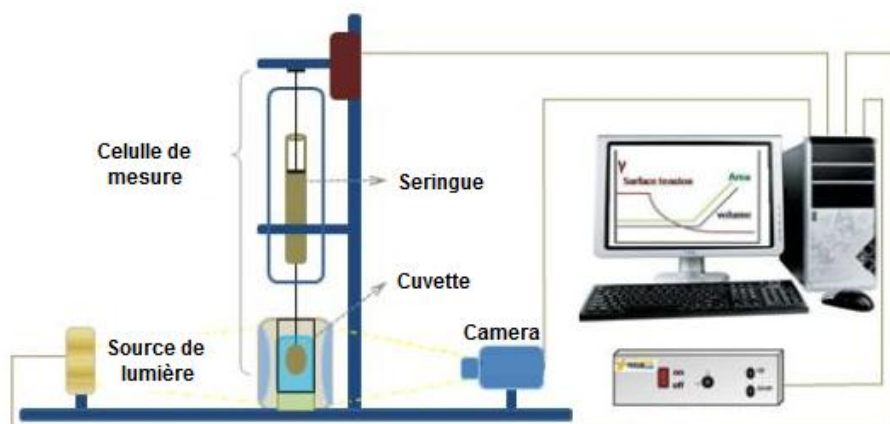 Celulle de
mesure
Seringue
Cuvette
Source de
lumière
Camera
γ
Surface tension
Area
volume
on
off